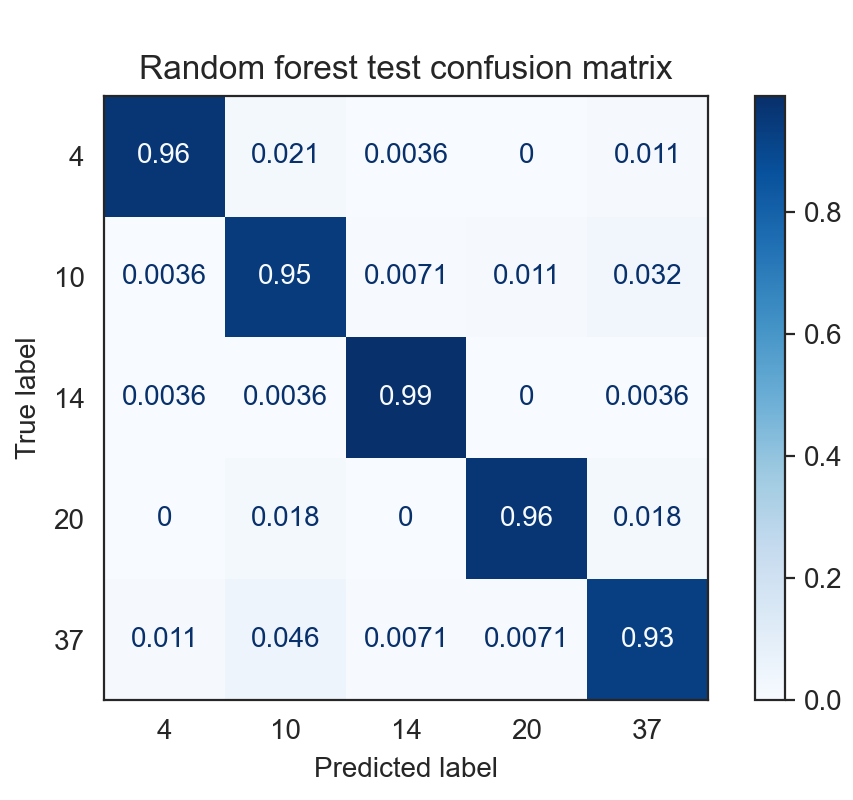 Random forest test confusion matrix
4 0.96 0.021 0.0036 0 0.011
10 0.0036 0.95 0.0071 0.011 0.032
14 0.0036 0.0036 0.99 0 0.0036
20 0 0.018 0 0.96 0.018
37 0.011 0.046 0.0071 0.0071 0.93
4 10 14 20 37
Predicted label
True label
0.8
0.6
0.4
0.2
0.0